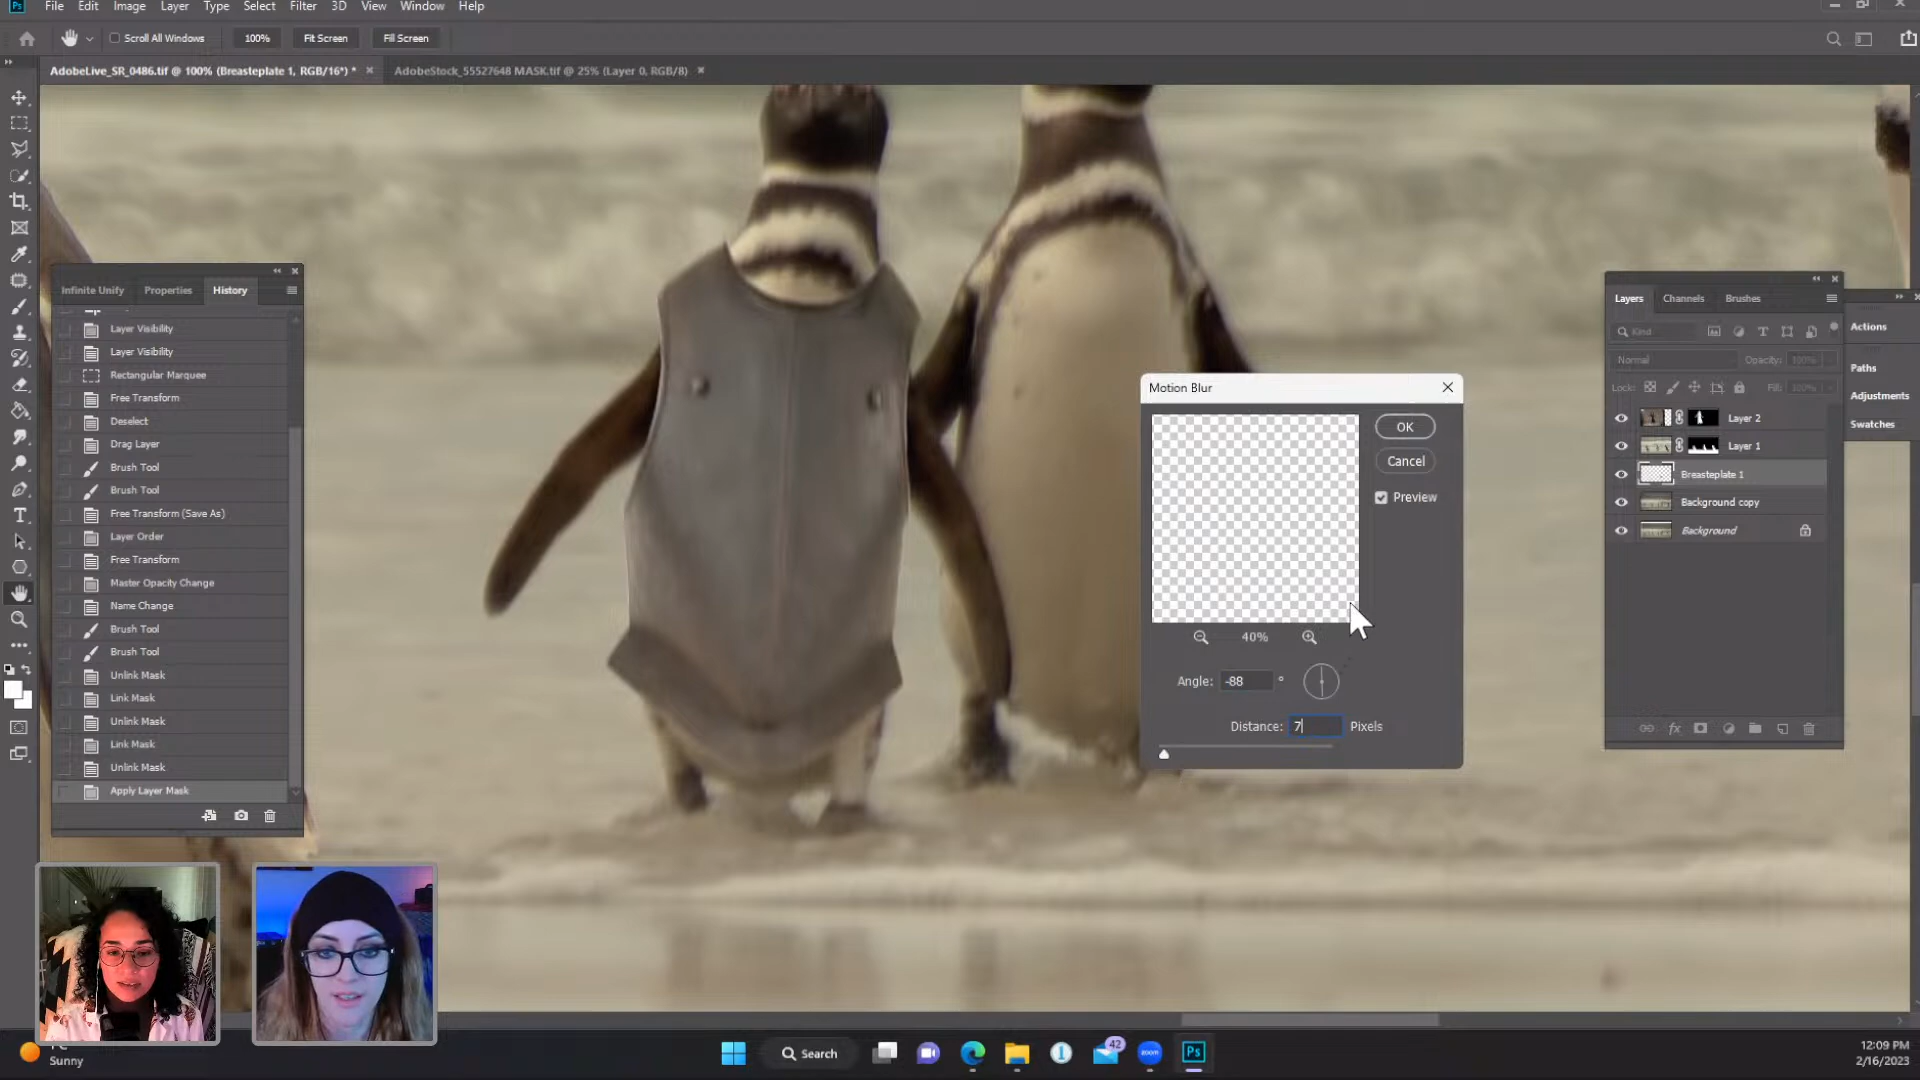 Ps File Edit Image Layer Type Select Filter 3D View Window Help
Scroll All Windows 100% Fit Screen Fill Screen
AdobeLive_SR_0486.tif @ 100% (Breasteplate 1, RGB/16*) * AdobeStock_55527648 MASK.tif @ 25% (Layer 0, RGB/8)
Infinite Unify Properties History
Layer Visibility
Layer Visibility
Rectangular Marquee
Free Transform
Deselect
Drag Layer
Brush Tool
Brush Tool
Free Transform (Save As)
Layer Order
Free Transform
Master Opacity Change
Name Change
Brush Tool
Brush Tool
Unlink Mask
Link Mask
Unlink Mask
Link Mask
Unlink Mask
Apply Layer Mask
Motion Blur
OK
Cancel
Preview
40%
Angle: -88 °
Distance: 7 Pixels
Layers Channels Brushes
Kind
Normal Opacity: 100%
Lock: Fill: 100%
Layer 2
Layer 1
Breasteplate 1
Background copy
Background
Actions
Paths
Adjustments
Swatches
Sunny
Search
42
zoom
Ps
12:09 PM
2/16/2023